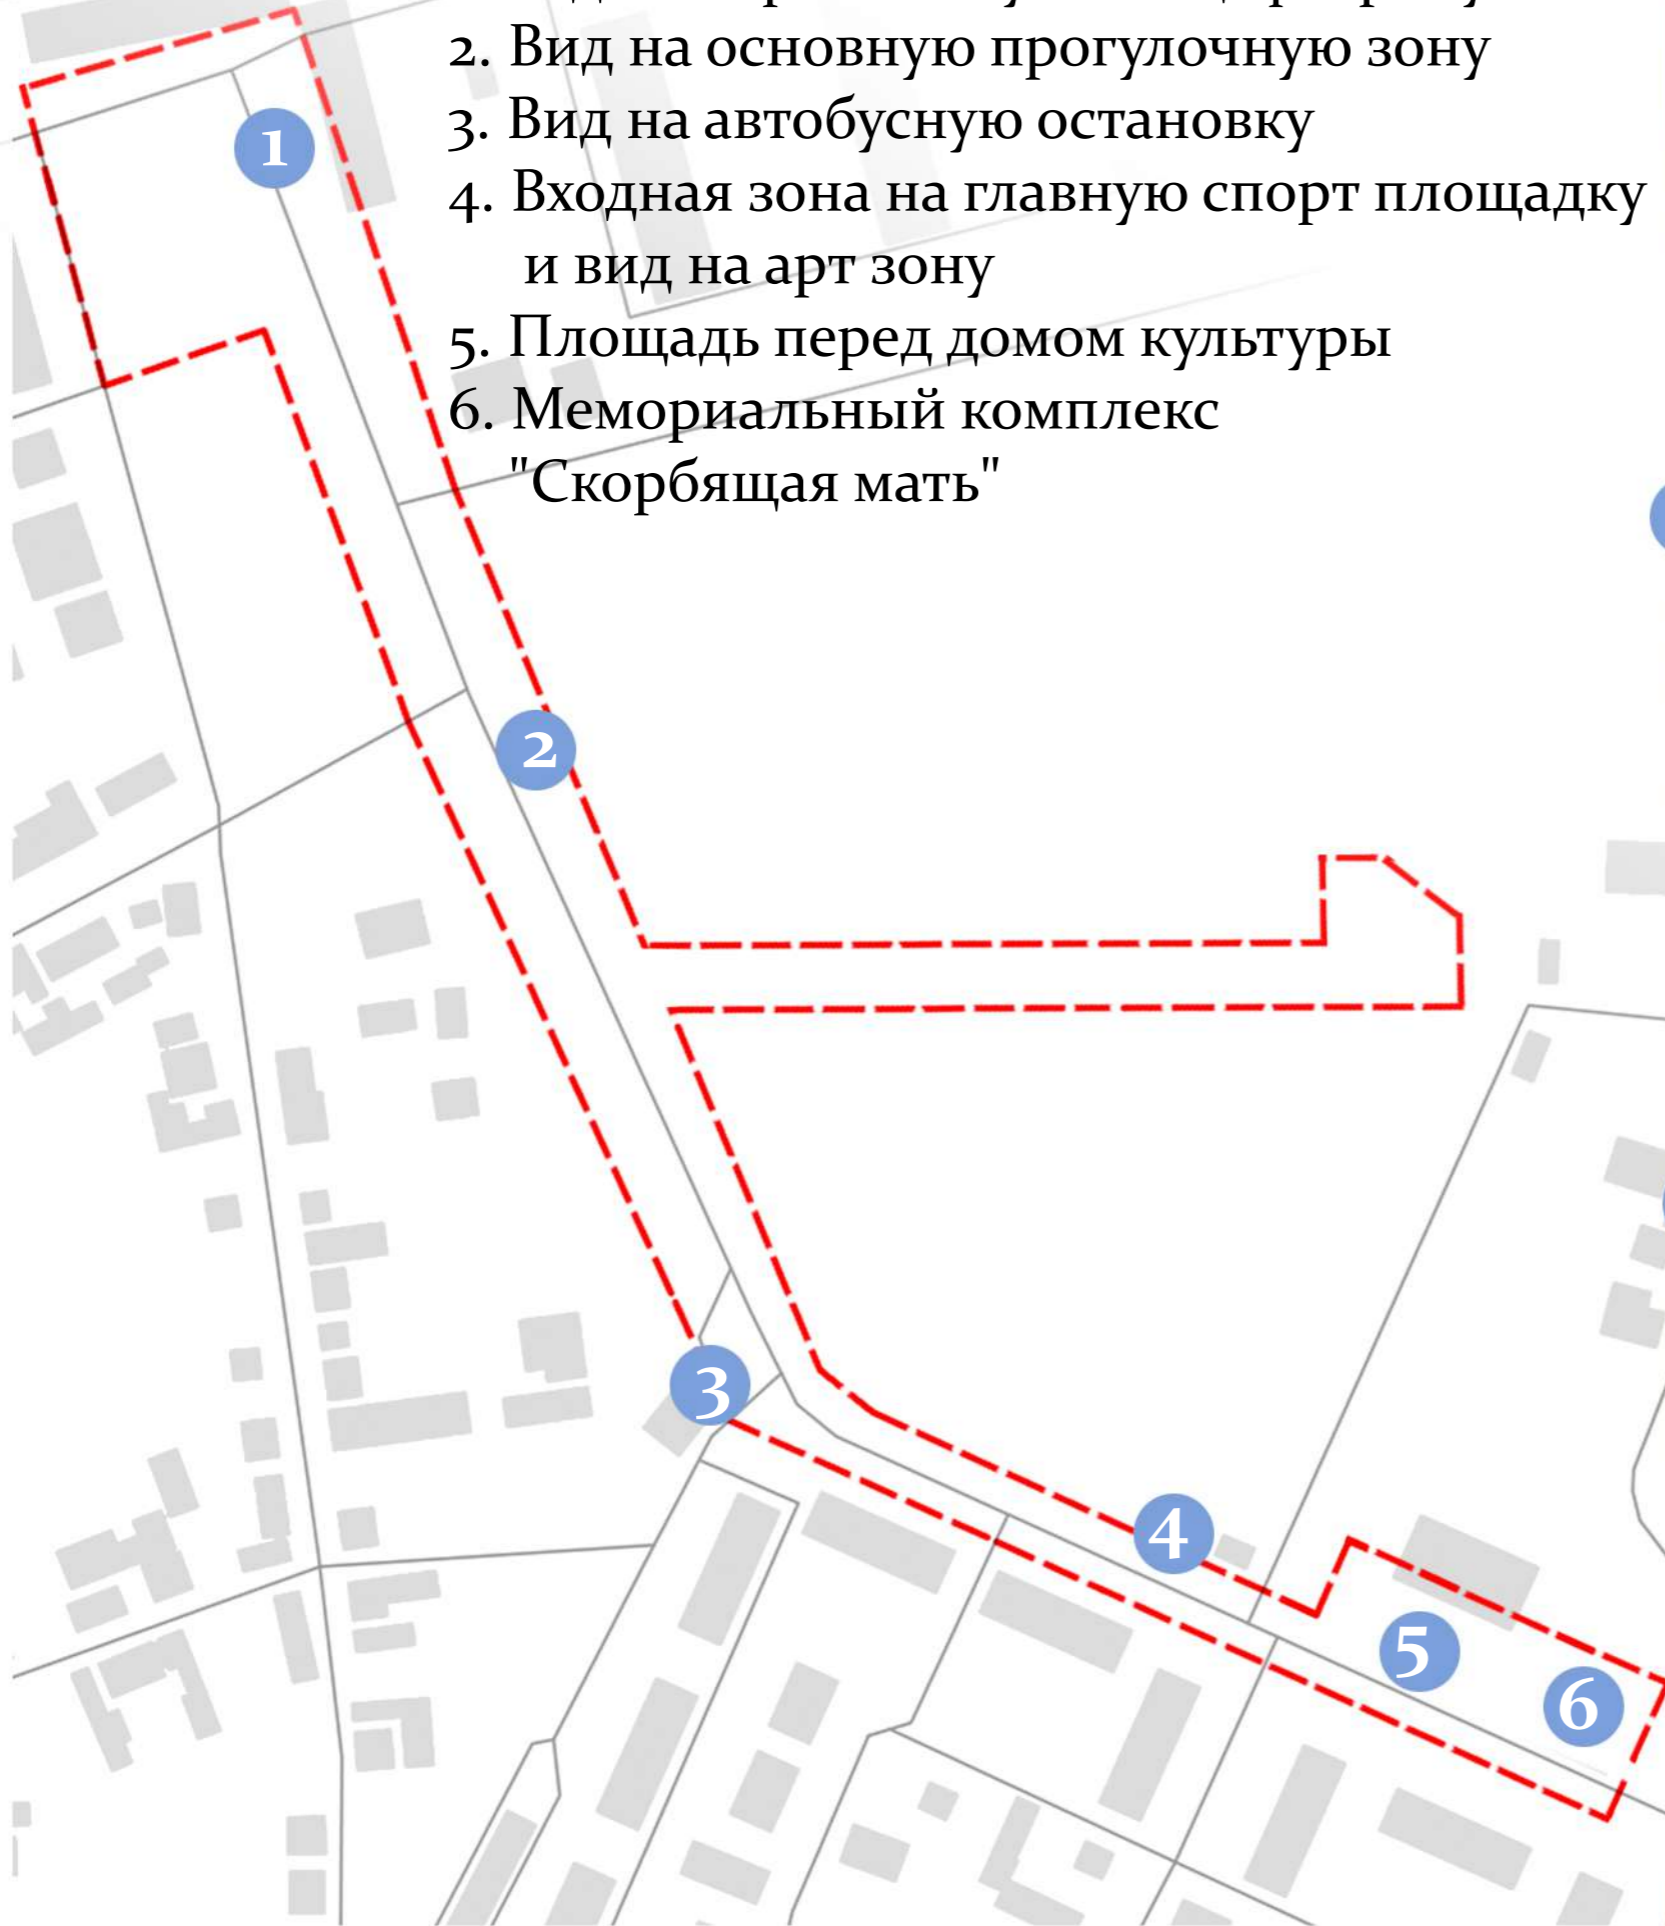 2. Вид на основную прогулочную зону
3. Вид на автобусную остановку
4. Входная зона на главную спорт площадку
и вид на арт зону
5. Площадь перед домом культуры
6. Мемориальный комплекс
"Скорбящая мать"
1
2
3
4
5
6